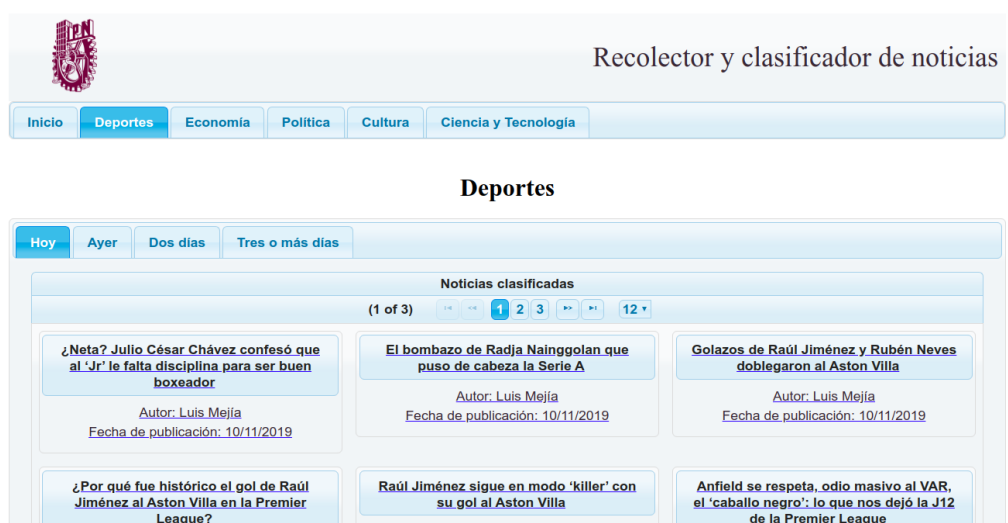 IPN
Recolector y clasificador de noticias
Inicio Deportes Economía Política Cultura Ciencia y Tecnología
Deportes
Hoy Ayer Dos días Tres o más días
Noticias clasificadas
(1 of 3) 1 2 3 12
¿Neta? Julio César Chávez confesó que
al ‘Jr’ le falta disciplina para ser buen
boxeador
Autor: Luis Mejía
Fecha de publicación: 10/11/2019
El bombazo de Radja Nainggolan que
puso de cabeza la Serie A
Autor: Luis Mejía
Fecha de publicación: 10/11/2019
Golazos de Raúl Jiménez y Rubén Neves
doblegaron al Aston Villa
Autor: Luis Mejía
Fecha de publicación: 10/11/2019
¿Por qué fue histórico el gol de Raúl
Jiménez al Aston Villa en la Premier
League?
Raúl Jiménez sigue en modo ‘killer’ con
su gol al Aston Villa
Anfield se respeta, odio masivo al VAR,
el ‘caballo negro’: lo que nos dejó la J12
de la Premier League